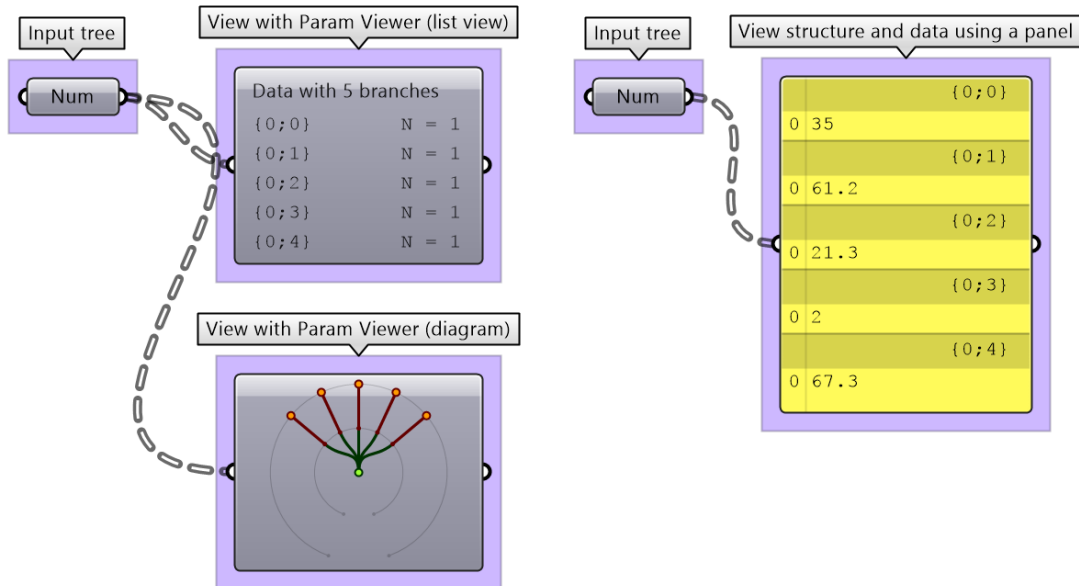 Input tree
View with Param Viewer (list view)
Num
Data with 5 branches
{0;0} N = 1
{0;1} N = 1
{0;2} N = 1
{0;3} N = 1
{0;4} N = 1
View with Param Viewer (diagram)
Input tree
View structure and data using a panel
Num
{0;0}
0 35
{0;1}
0 61.2
{0;2}
0 21.3
{0;3}
0 2
{0;4}
0 67.3